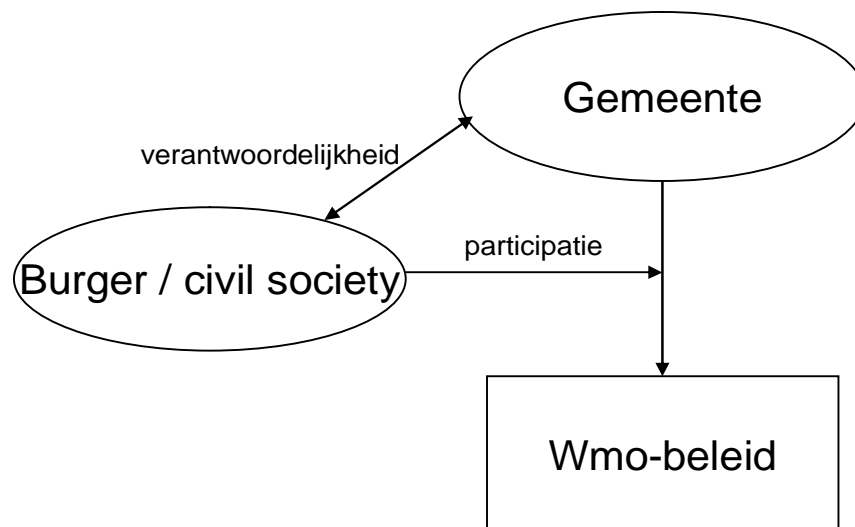 Gemeente
verantwoordelijkheid
participatie
Burger / civil society
Wmo-beleid